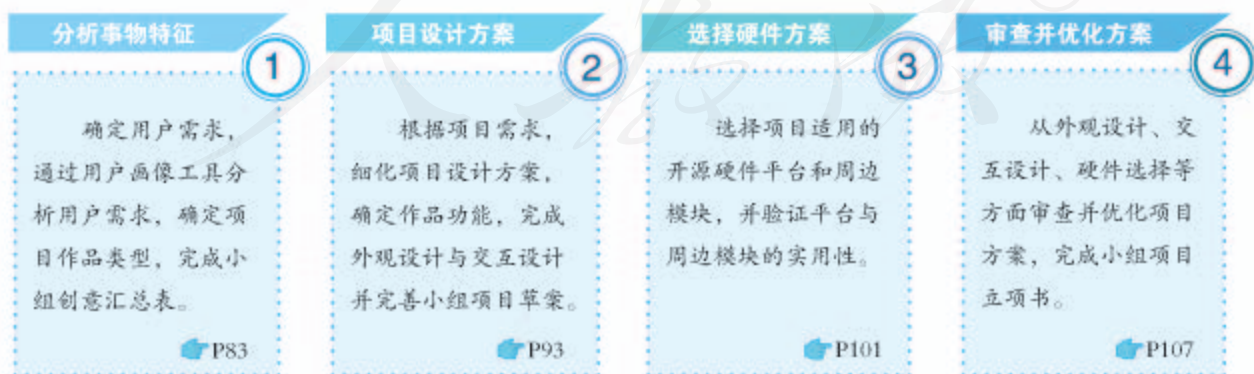 分析事物特征
1
确定用户需求，
通过用户画像工具分
析用户需求，确定项
目作品类型，完成小
组创意汇总表。
P83
项目设计方案
2
根据项目需求，
细化项目设计方案，
确定作品功能，完成
外观设计与交互设计
并完善小组项目草案。
P93
选择硬件方案
3
选择项目适用的
开源硬件平台和周边
模块，并验证平台与
周边模块的实用性。
P101
审查并优化方案
4
从外观设计、交
互设计、硬件选择等
方面审查并优化项目
方案，完成小组项目
立项书。
P107